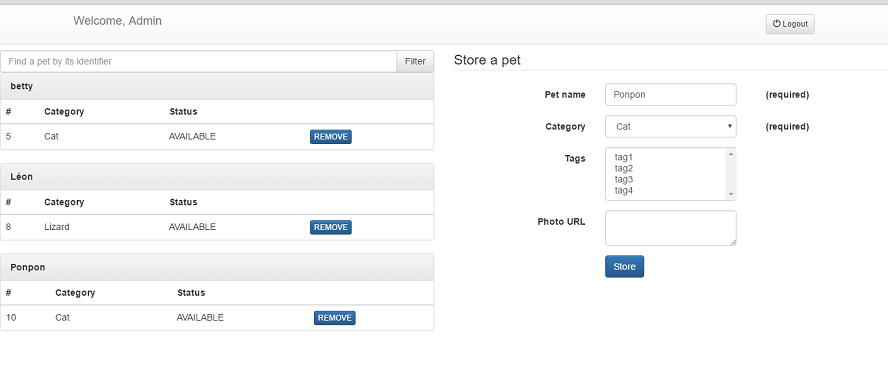 Welcome, Admin
Logout
Find a pet by its identifier Filter
betty
# Category Status
5 Cat AVAILABLE REMOVE
Léon
# Category Status
8 Lizard AVAILABLE REMOVE
Ponpon
# Category Status
10 Cat AVAILABLE REMOVE
Store a pet
Pet name Ponpon (required)
Category Cat (required)
Tags tag1
tag2
tag3
tag4
Photo URL
Store